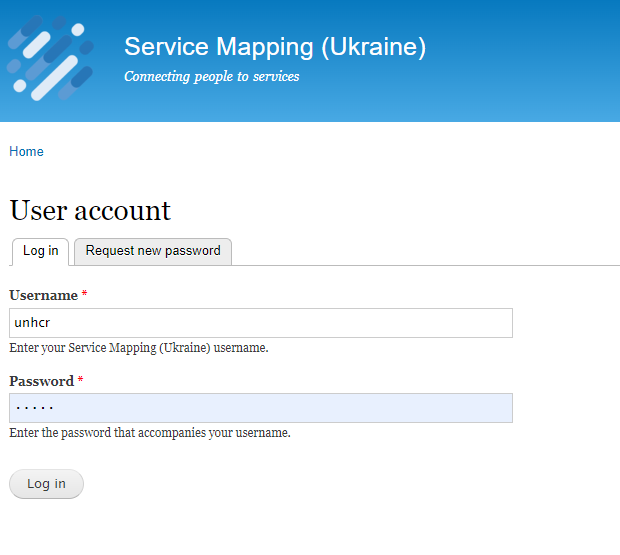 Service Mapping (Ukraine)
Connecting people to services
Home
User account
Log in
Request new password
Username *
unhcr
Enter your Service Mapping (Ukraine) username.
Password *
·····
Enter the password that accompanies your username.
Log in